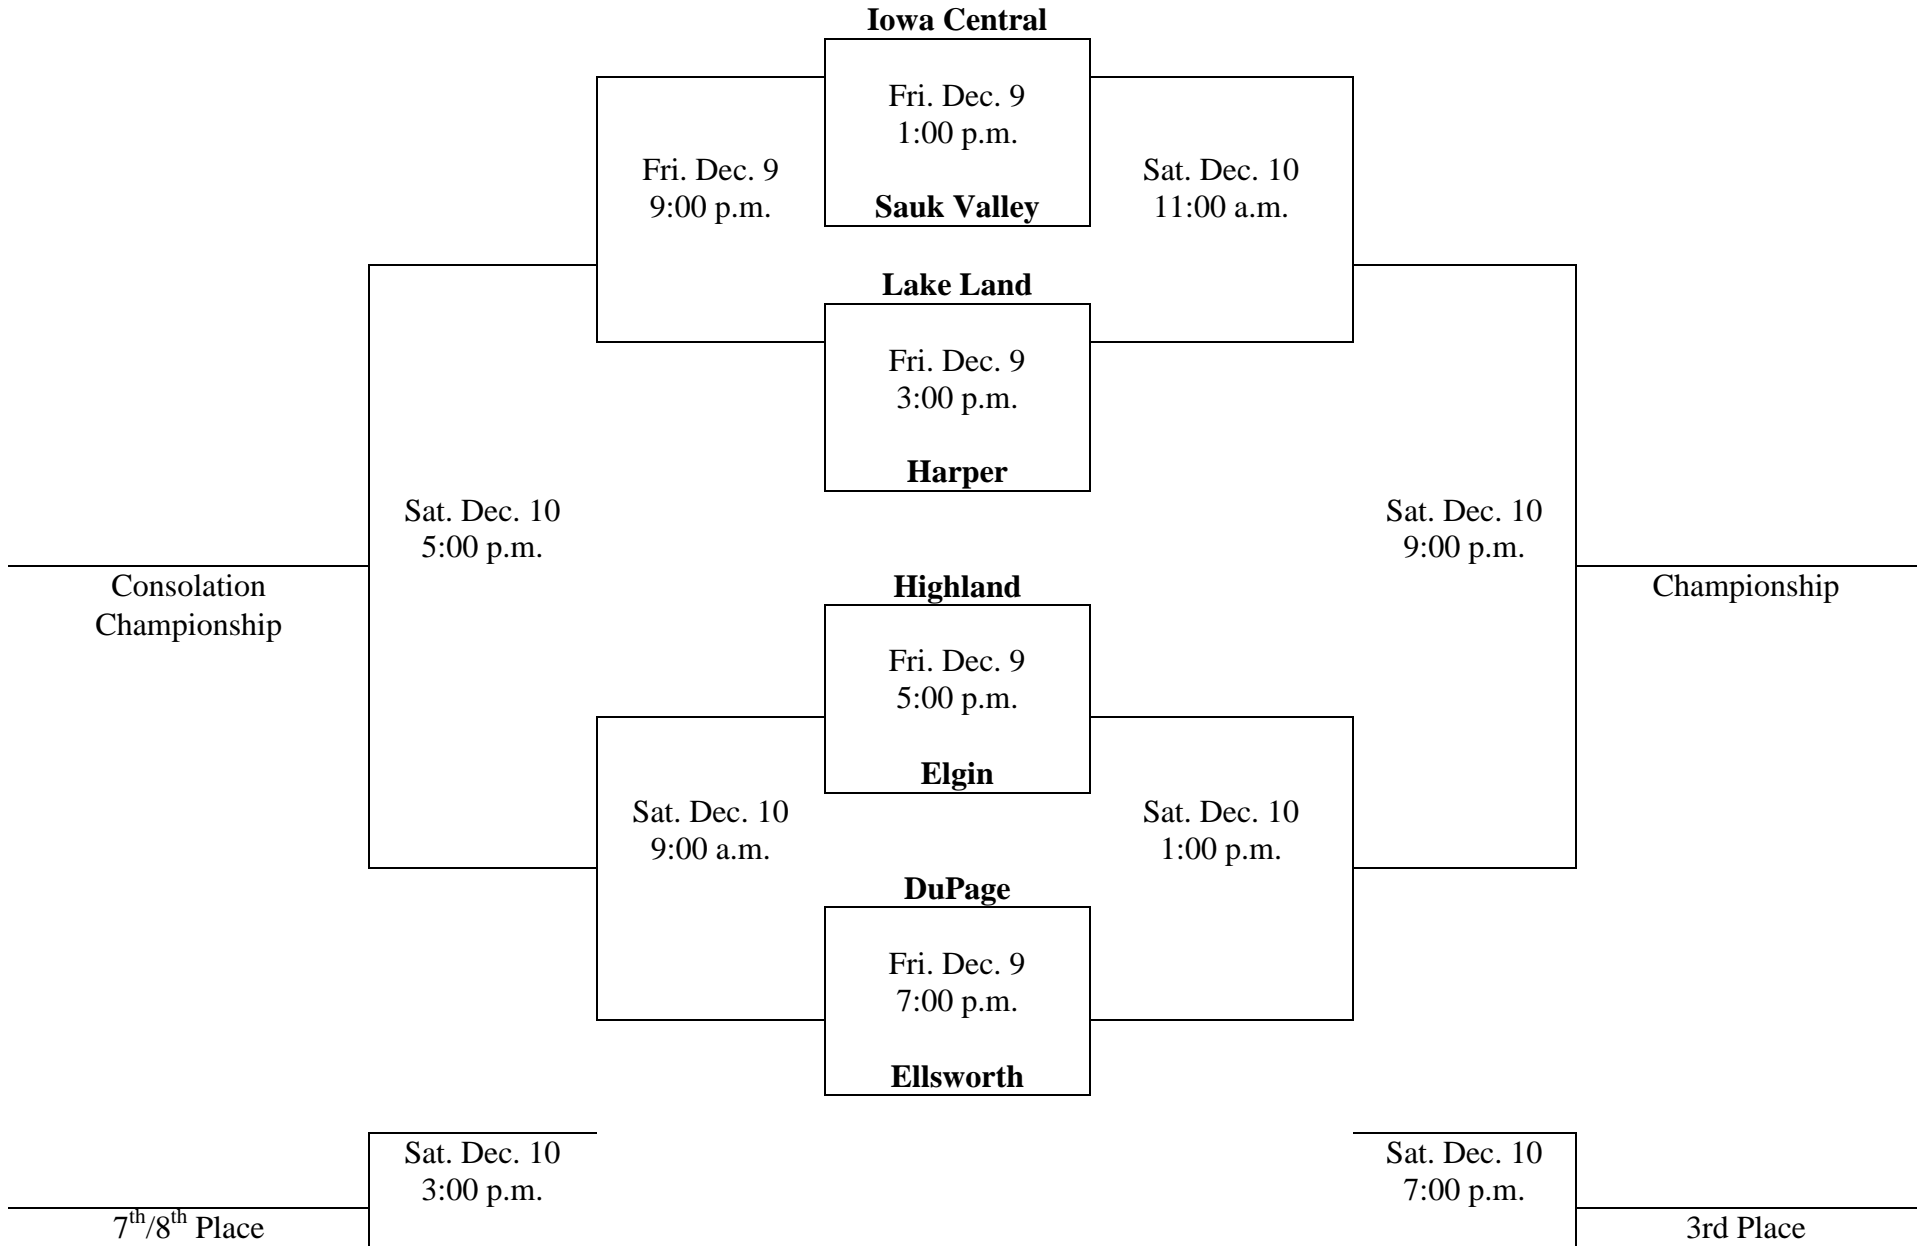 Iowa Central
Fri. Dec. 9
1:00 p.m.
Fri. Dec. 9
9:00 p.m.
Sat. Dec. 10
11:00 a.m.
Sauk Valley
Lake Land
Fri. Dec. 9
3:00 p.m.
Harper
Sat. Dec. 10
5:00 p.m.
Sat. Dec. 10
9:00 p.m.
Consolation
Championship
Highland
Championship
Fri. Dec. 9
5:00 p.m.
Elgin
Sat. Dec. 10
9:00 a.m.
Sat. Dec. 10
1:00 p.m.
DuPage
Fri. Dec. 9
7:00 p.m.
Ellsworth
Sat. Dec. 10
3:00 p.m.
Sat. Dec. 10
7:00 p.m.
7th/8th Place
3rd Place